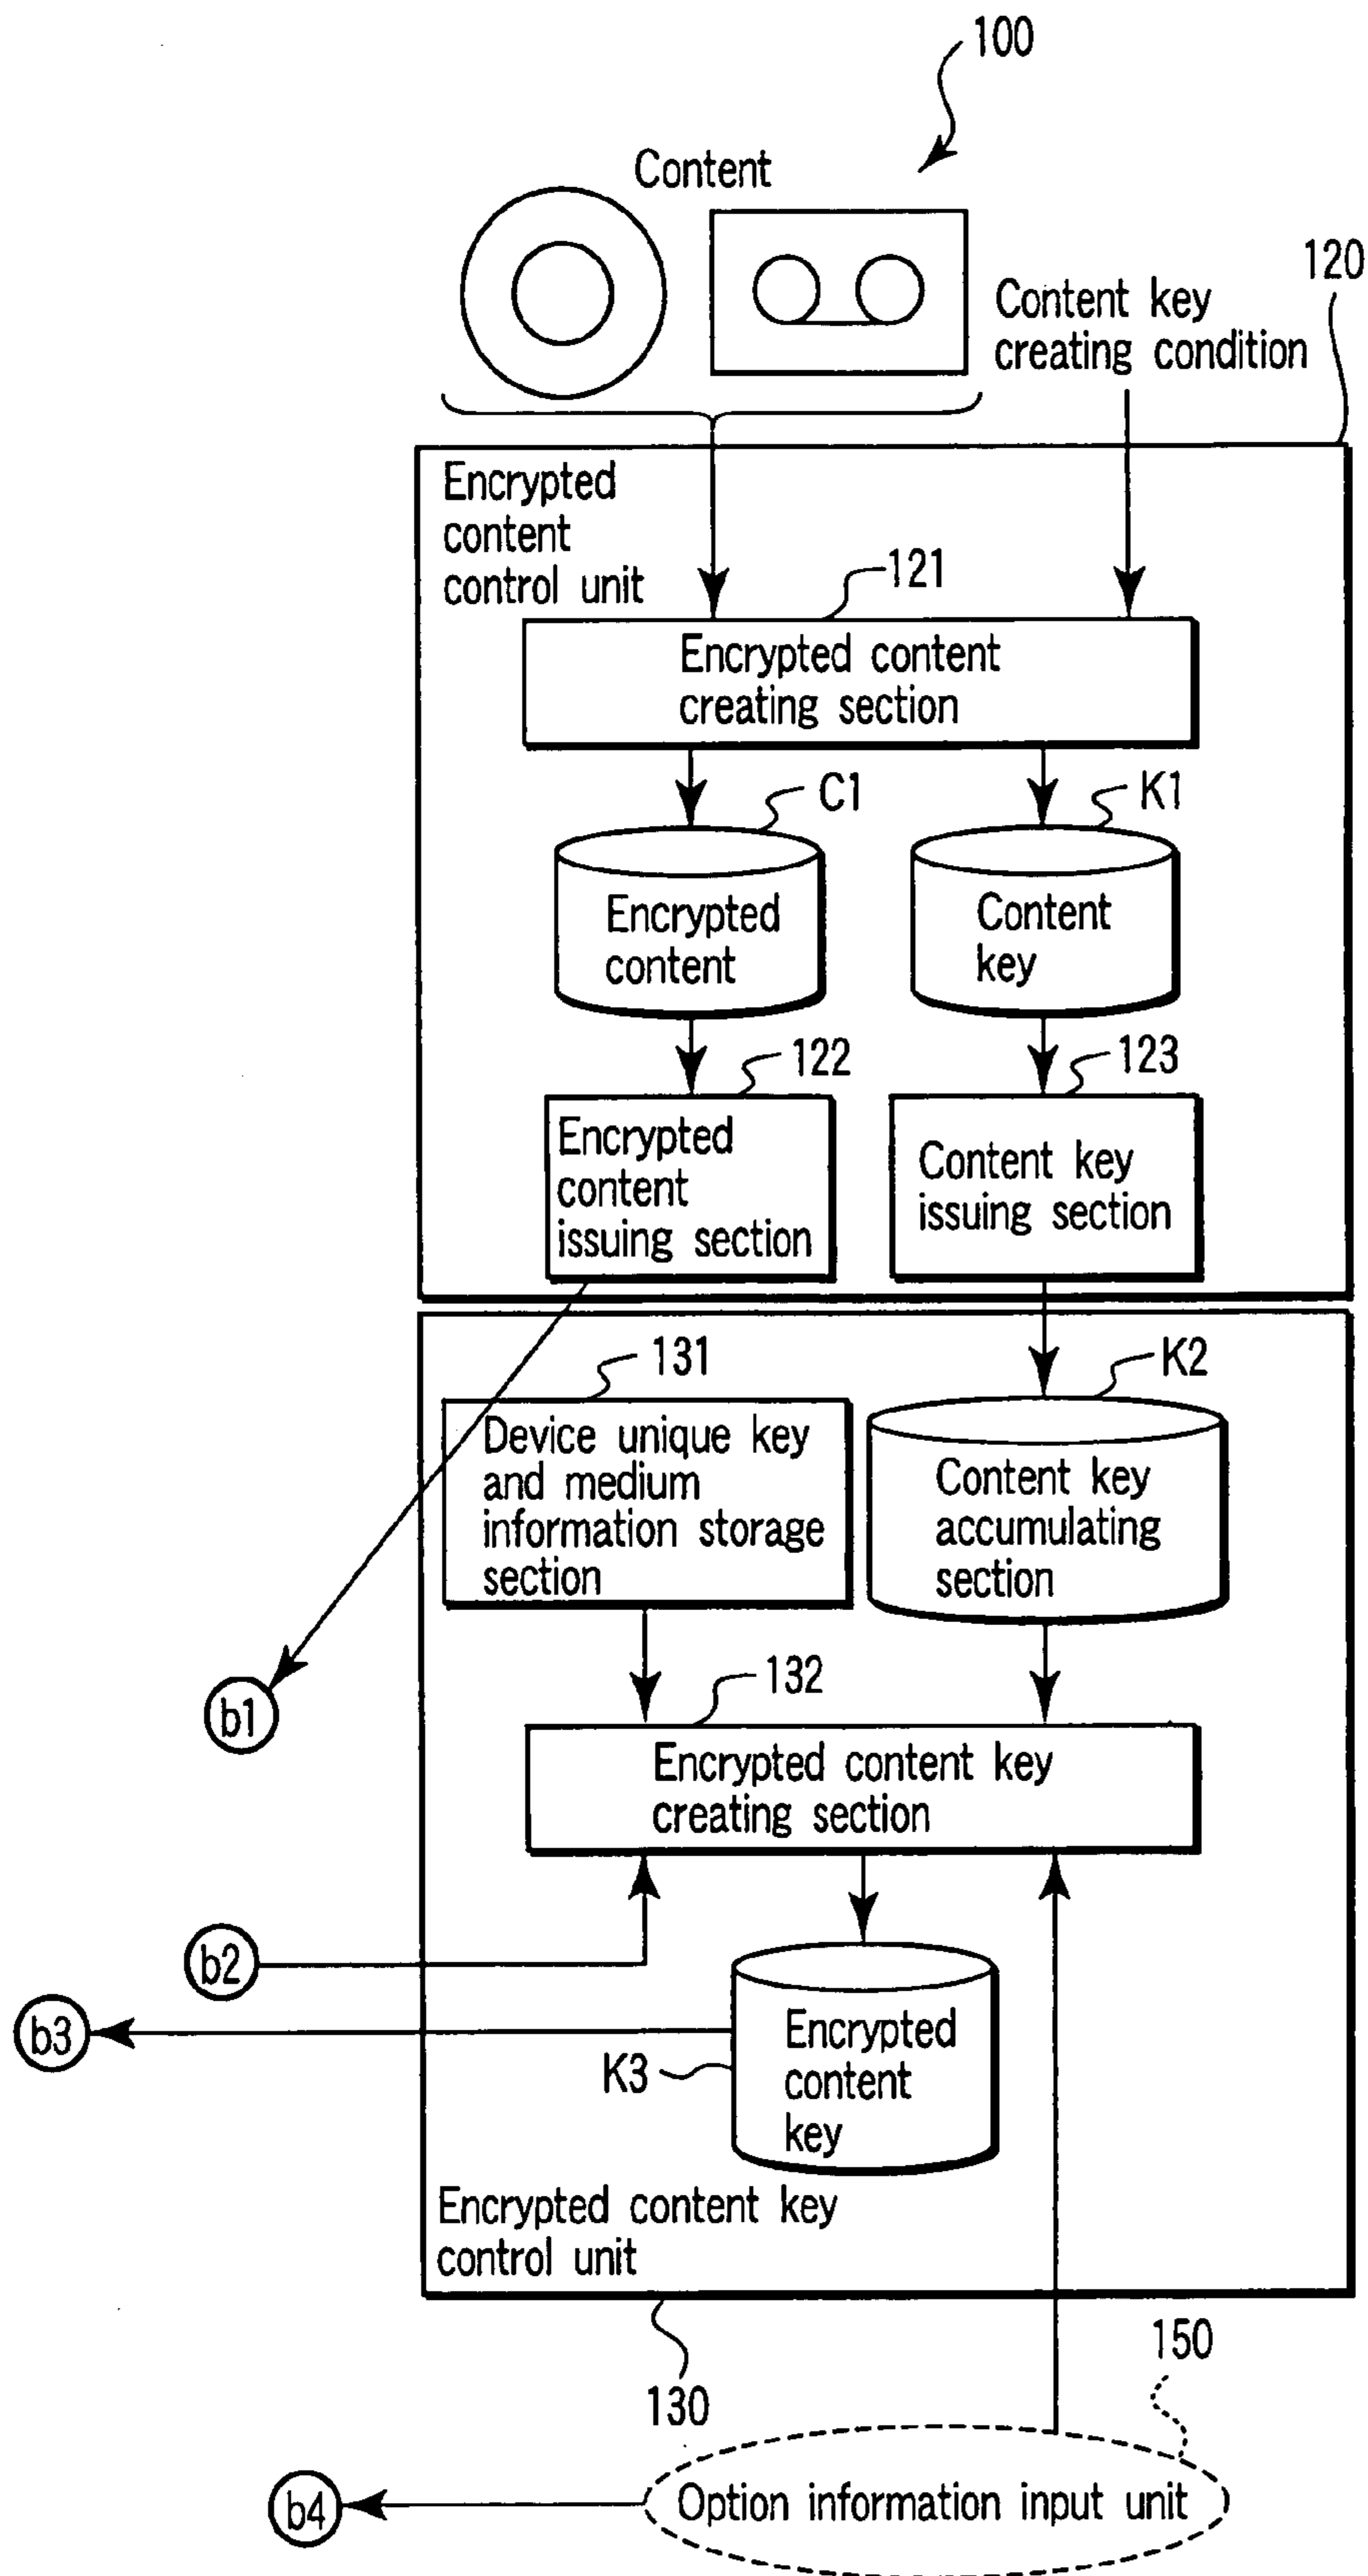 100
Content
120
Content key
creating condition
Encrypted
content
control unit
121
Encrypted content
creating section
C1
K1
Encrypted
content
Content
key
122
123
Encrypted
content
issuing section
Content key
issuing section
131
K2
Device unique key
and medium
information storage
section
Content key
accumulating
section
132
b1
Encrypted content key
creating section
b2
b3
Encrypted
content
key
K3
Encrypted content key
control unit
130
150
Option information input unit
b4